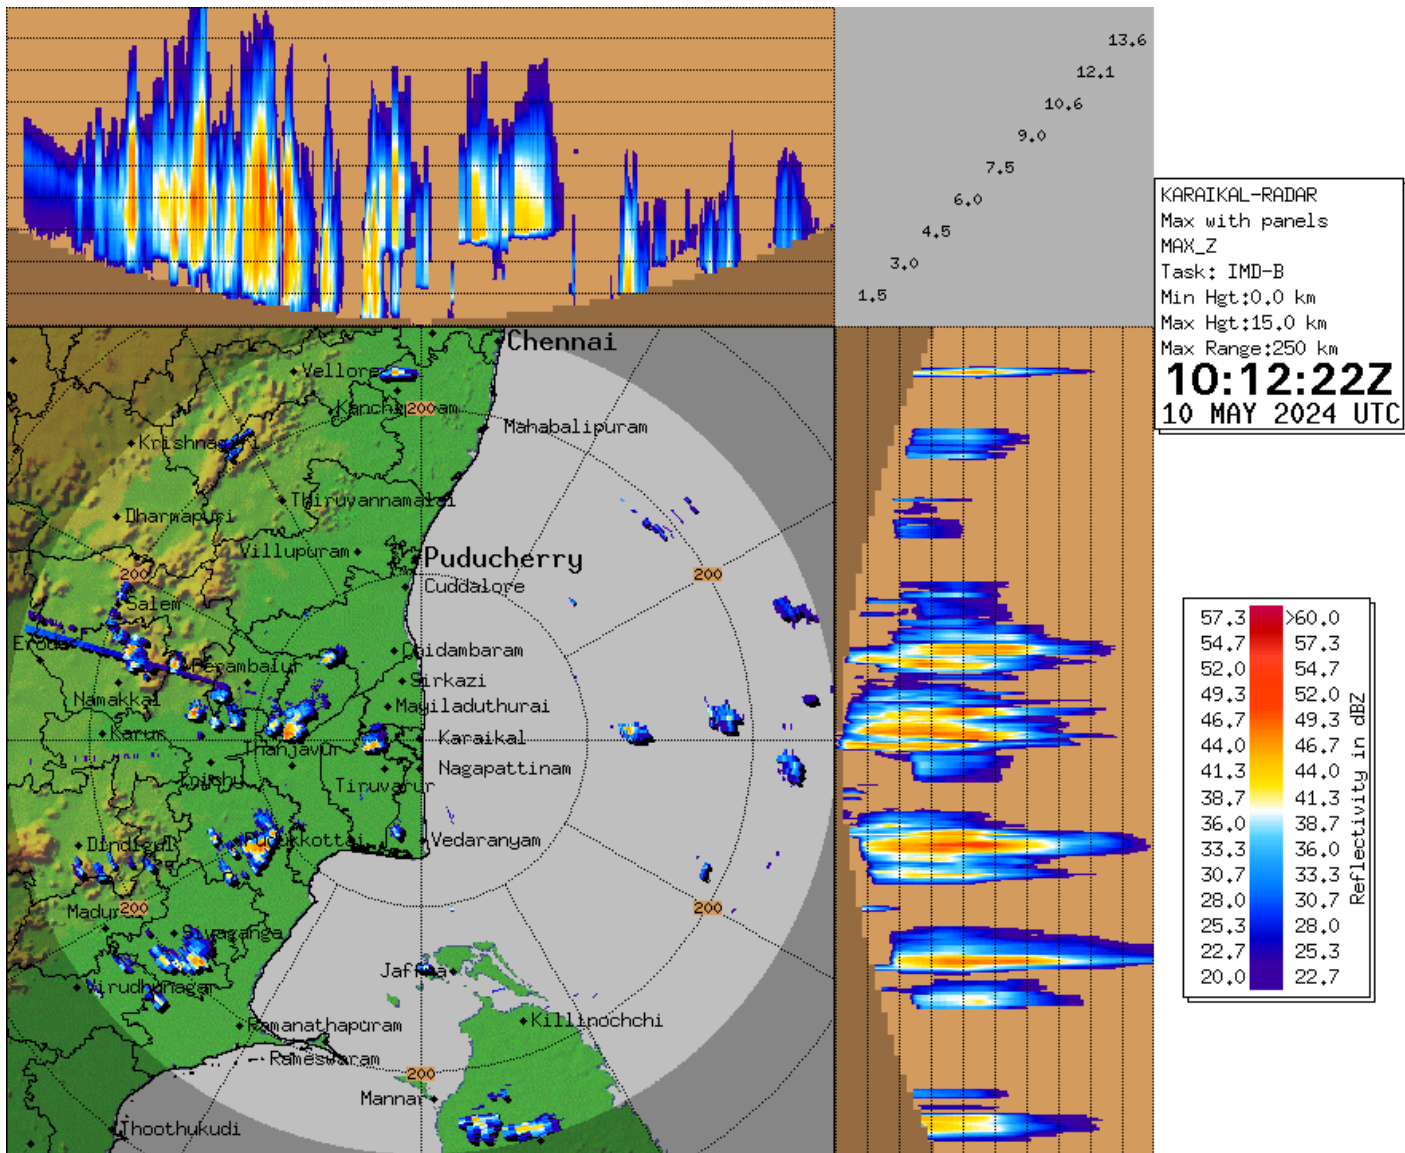 13.6
12.1
10.6
9.0
7.5
6.0
4.5
3.0
1.5
KARAIKAL-RADAR
Max with panels
MAX_Z
Task: IMD-B
Min Hgt:0.0 km
Max Hgt:15.0 km
Max Range:250 km
10:12:22Z
10 MAY 2024 UTC
Chennai
Vellore
200
Mahabalipuram
Krishnagiri
Thiruvannamalai
Dharmapuri
Villupuram
Puducherry
200
200
Cuddalore
Salem
Chidambaram
Perambalur
Sirkazi
Namakkal
Mayiladuthurai
Karur
Thanjavur
Karaikal
Nagapattinam
Tiruvarur
Dindigul
Pudukkottai
Vedaranyam
Madurai
200
200
Sivaganga
Jaffna
Virudhunagar
Ramanathapuram
Killinochchi
Rameswaram
200
Mannar
Thoothukudi
57.3 >60.0
54.7 57.3
52.0 54.7
49.3 52.0
46.7 49.3
44.0 46.7
41.3 44.0
38.7 41.3
36.0 38.7
33.3 36.0
30.7 33.3
28.0 30.7
25.3 28.0
22.7 25.3
20.0 22.7
Reflectivity in dBZ